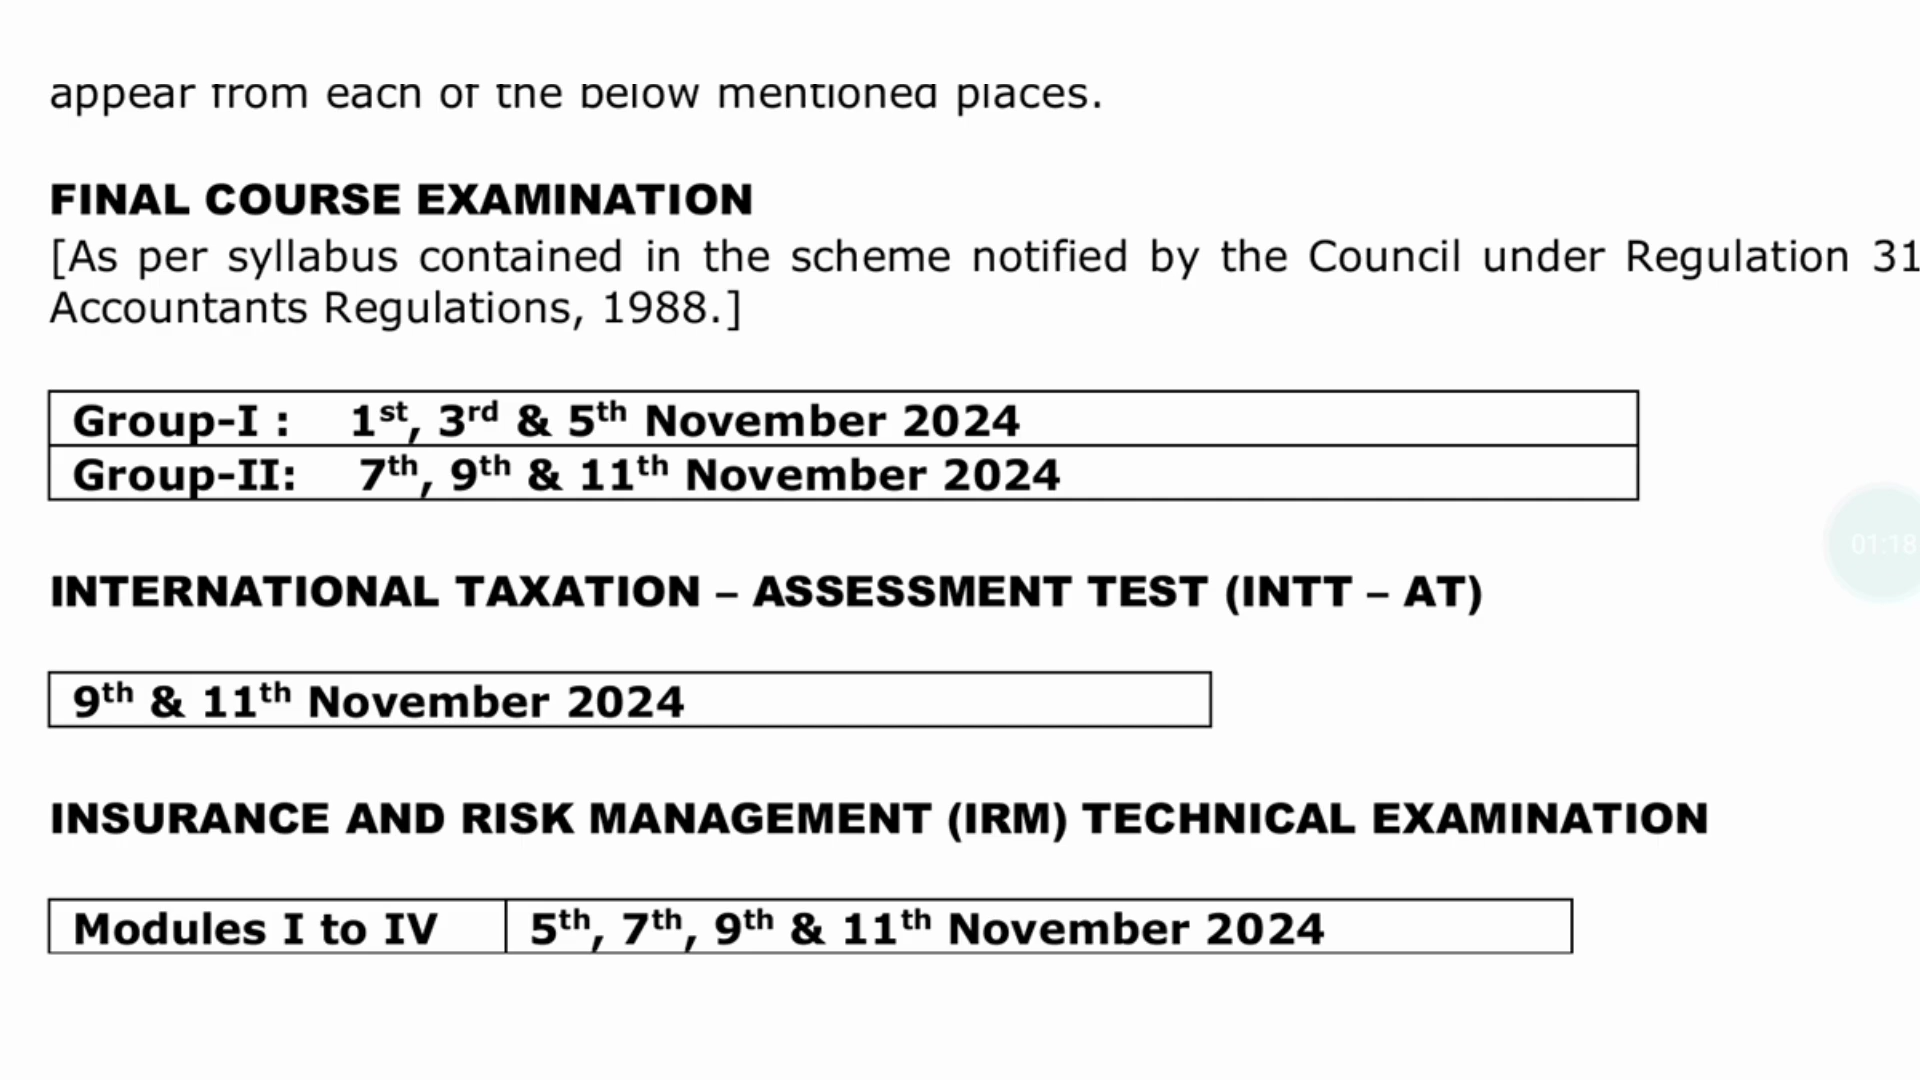 appear from each of the below mentioned places.
FINAL COURSE EXAMINATION
[As per syllabus contained in the scheme notified by the Council under Regulation 31
Accountants Regulations, 1988.]
Group-I : 1st, 3rd & 5th November 2024
Group-II: 7th, 9th & 11th November 2024
01:18
INTERNATIONAL TAXATION – ASSESSMENT TEST (INTT – AT)
9th & 11th November 2024
INSURANCE AND RISK MANAGEMENT (IRM) TECHNICAL EXAMINATION
Modules I to IV 5th, 7th, 9th & 11th November 2024